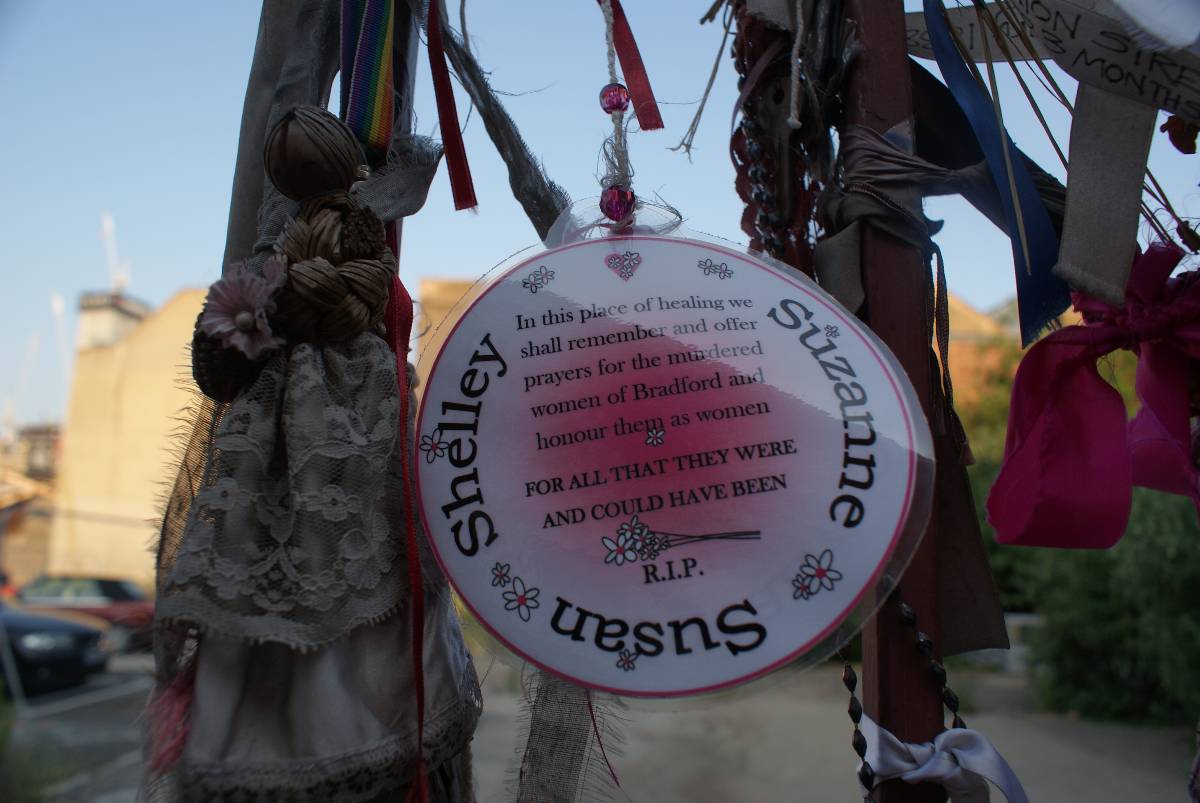 In this place of healing we
shall remember and offer
prayers for the murdered
women of Bradford and
honour them as women
FOR ALL THAT THEY WERE
AND COULD HAVE BEEN
R.I.P.
Shelley
Suzanne
Susan
3 MONTHS